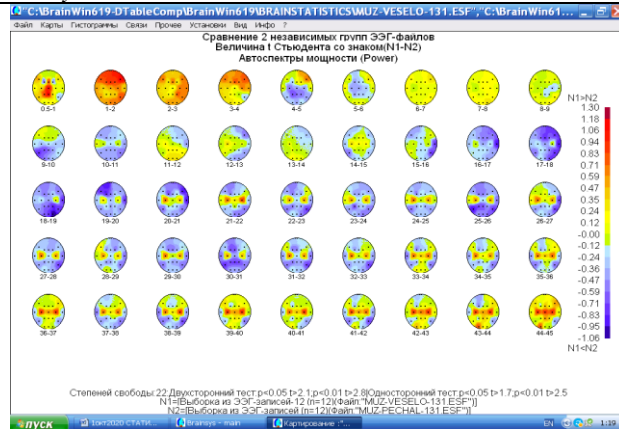 "C:\BrainWin619-DTableComp\BrainWin619\BRAINSTATISTICS\MUZ-VESELO-131.ESF","C:\BrainWin61...
Файл Карты Гистограммы Связи Прочее Установки Вид Инфо ?
Сравнение 2 независимых групп ЭЭГ-файлов
Величина t Стьюдента со знаком(N1-N2)
Автоспектры мощности (Power)
0.5-1 1-2 2-3 3-4 4-5 5-6 6-7 7-8 8-9
9-10 10-11 11-12 12-13 13-14 14-15 15-16 16-17 17-18
18-19 19-20 20-21 21-22 22-23 23-24 24-25 25-26 26-27
27-28 28-29 29-30 30-31 31-32 32-33 33-34 34-35 35-36
36-37 37-38 38-39 39-40 40-41 41-42 42-43 43-44 44-45
N1>N2
1.30
1.18
1.06
0.94
0.83
0.71
0.59
0.47
0.35
0.24
0.12
-0.00
-0.12
-0.24
-0.36
-0.47
-0.59
-0.71
-0.83
-0.95
-1.06
N1<N2
Степеней свободы:22;Двухсторонний тест:p<0.05 t>2.1;p<0.01 t>2.8|Односторонний тест:p<0.05 t>1.7;p<0.01 t>2.5
N1=[Выборка из ЭЭГ-записей-12 (n=12)(Файл:"MUZ-VESELO-131.ESF")]
N2=[Выборка из ЭЭГ-записей (n=12)(Файл:"MUZ-PECHAL-131.ESF")]
пуск 1окт2020 СТАТИ... Brainsys - main Картирование :"... EN 1:19